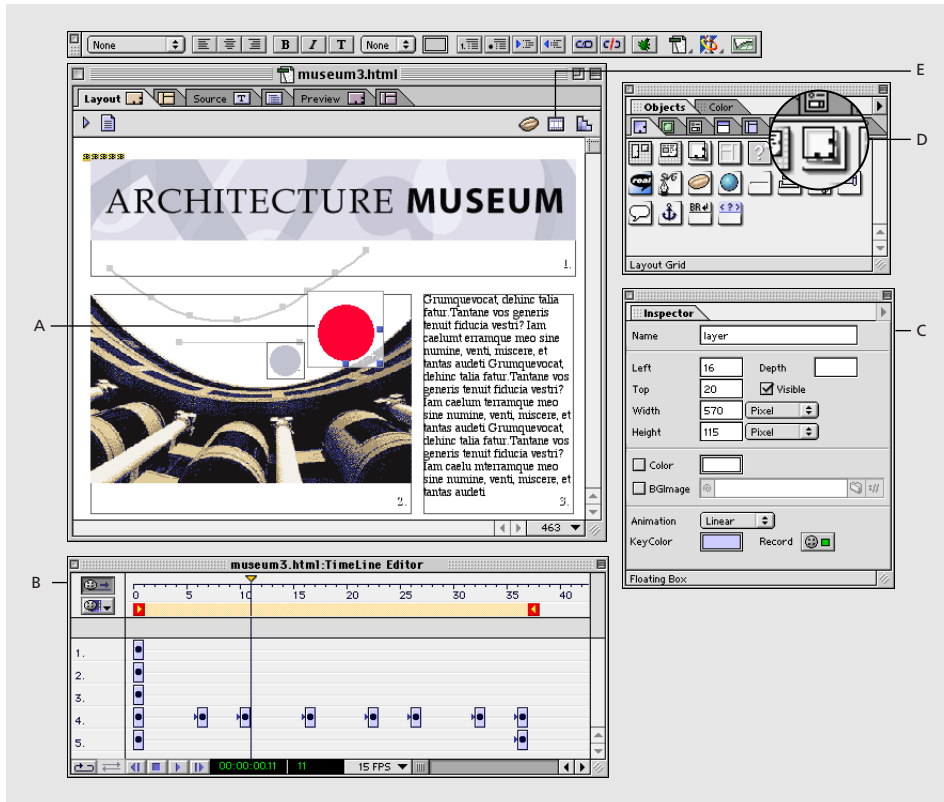 None
B I T
None
museum3.html
E
Layout
Source
Preview
Objects
Color
D
ARCHITECTURE MUSEUM
1.
real
SVG
BR
<?>
Layout Grid
A
Grumquevocat, dehinc talia
fatur.Tantane vos generis
tenuit fiducia vestri? Iam
caelumt erramque meo sine
numine, venti, miscere, et
tantas audeti Grumquevocat,
dehinc talia fatur.Tantane vos
generis tenuit fiducia vestri?
Iam caelum terramque meo
sine numine, venti, miscere, et
tantas audeti Grumquevocat,
dehinc talia fatur.Tantane vos
generis tenuit fiducia vestri?
Iam caelu mterramque meo
sine numine, venti, miscere, et
tantas audeti
2.
3.
463
Inspector
C
Name layer
Left 16 Depth
Top 20 Visible
Width 570 Pixel
Height 115 Pixel
Color
BGImage
Animation Linear
KeyColor Record
Floating Box
B
museum3.html:TimeLine Editor
0 5 10 15 20 25 30 35 40
1.
2.
3.
4.
5.
00:00:00.11 11 15 FPS